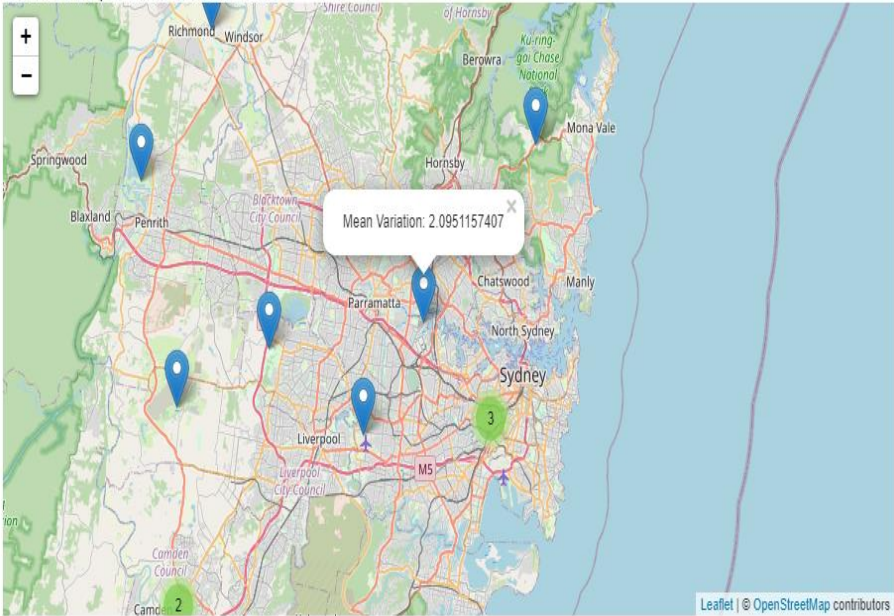 Shire Council
of Hornsby
Richmond
Windsor
+
−
Ku-ring-
gai Chase
National
Berowra
Mona Vale
Springwood
Hornsby
Blacktown
City Council
Blaxland
Penrith
Mean Variation: 2.0951157407
×
Chatswood
Manly
Parramatta
North Sydney
Sydney
3
Liverpool
M5
Liverpool
City Council
Camden
Council
2
Leaflet | © OpenStreetMap contributors